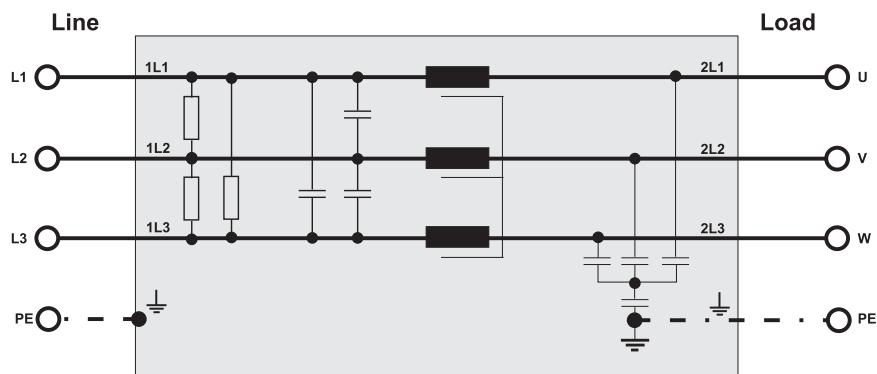 Line Load
L1 1L1 2L1 U
L2 1L2 2L2 V
L3 1L3 2L3 W
PE PE